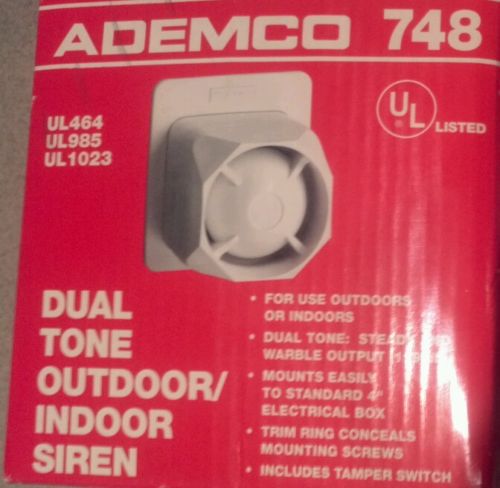 ADEMCO 748
UL464
UL985
UL1023
UL
®
LISTED
DUAL
TONE
OUTDOOR/
INDOOR
SIREN
• FOR USE OUTDOORS
OR INDOORS
• DUAL TONE:
WARBLE OUTPUT
• MOUNTS EASILY
TO STANDARD 4"
ELECTRICAL BOX
• TRIM RING CONCEALS
MOUNTING SCREWS
• INCLUDES TAMPER SWITCH